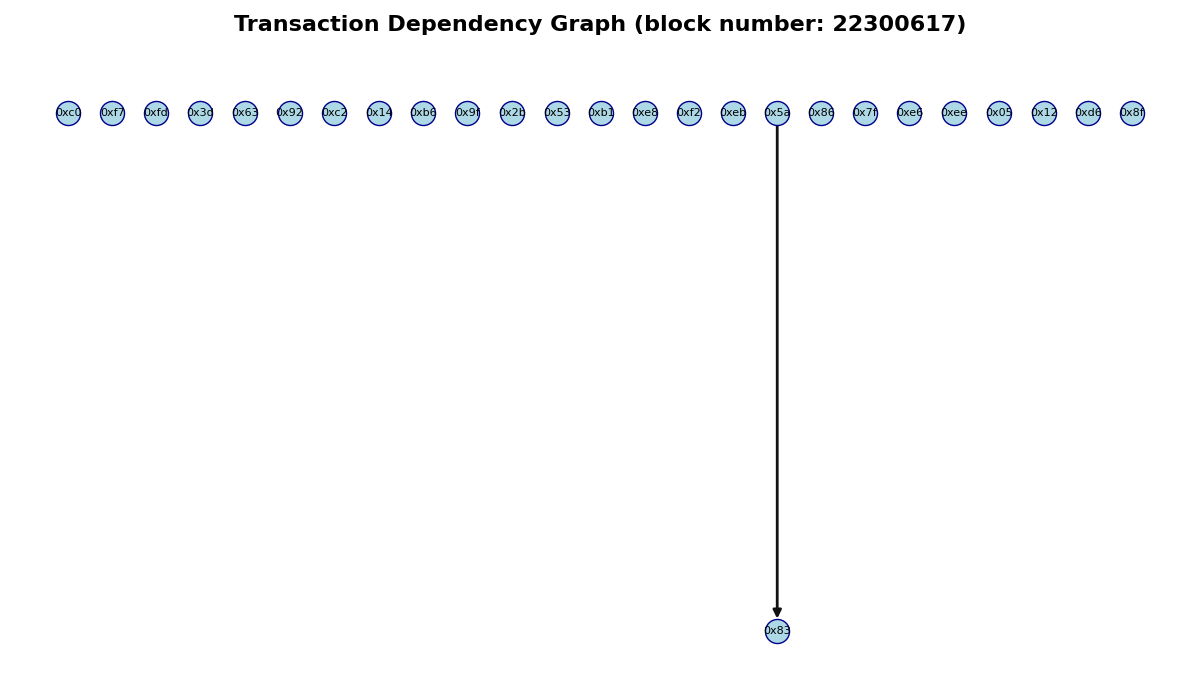 Transaction Dependency Graph (block number: 22300617)
0xc0 0xf7 0xfd 0x3d 0x63 0x92 0xc2 0x14 0xb6 0x9f 0x2b 0x53 0xb1 0xe8 0xf2 0xeb 0x5a 0x86 0x7f 0xe6 0xee 0x05 0x12 0xd6 0x8f
0x83